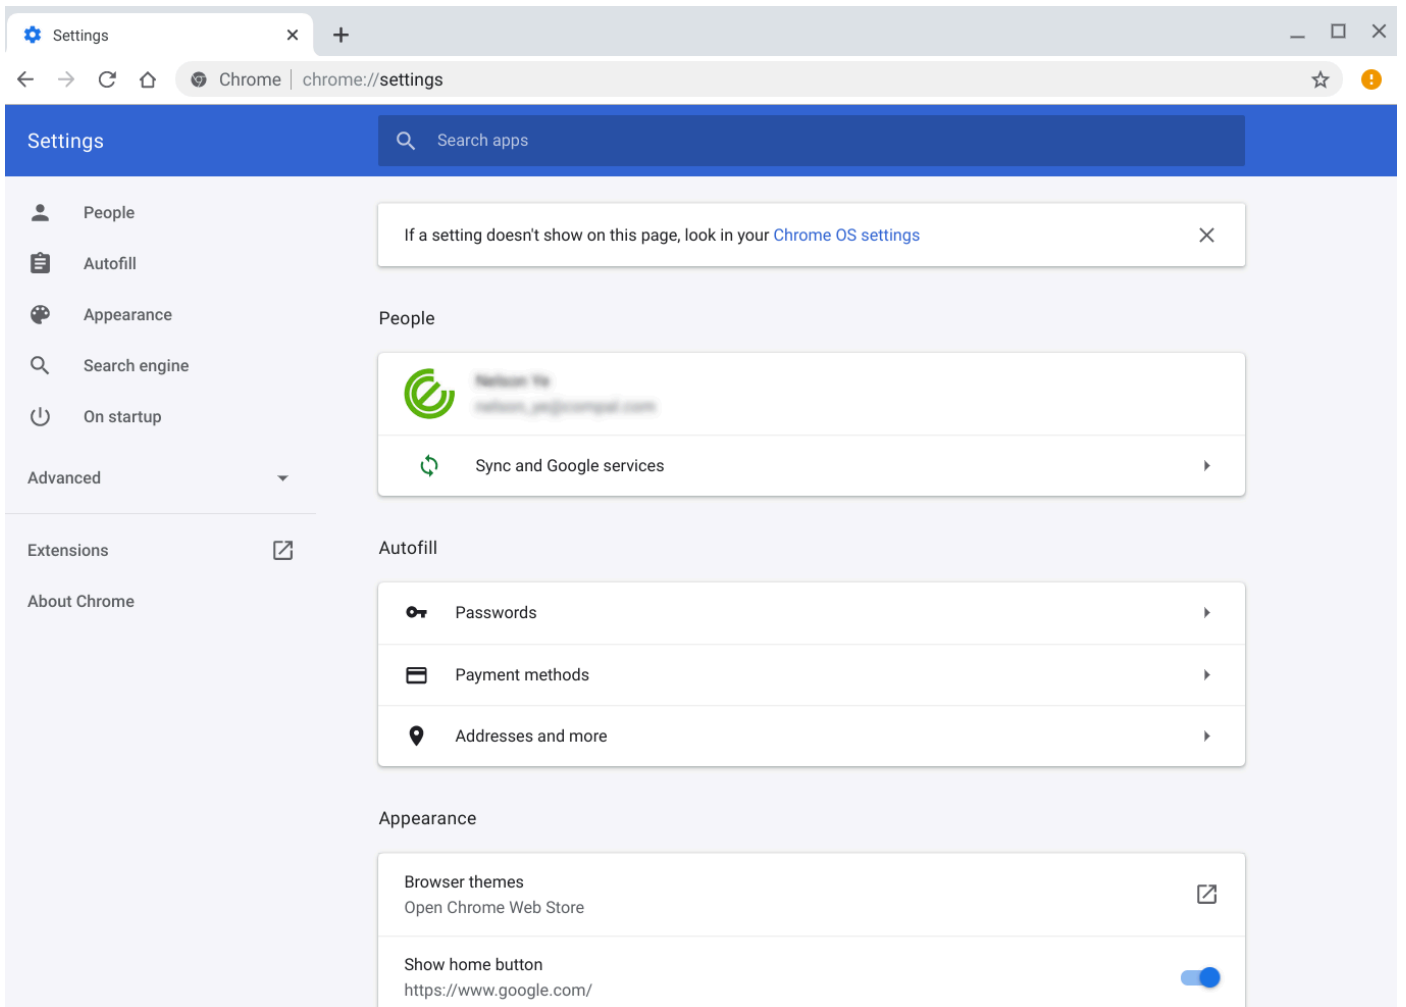 Settings
Chrome | chrome://settings
Settings
Search apps
People
Autofill
Appearance
Search engine
On startup
Advanced
Extensions
About Chrome
If a setting doesn't show on this page, look in your Chrome OS settings
People
Sync and Google services
Autofill
Passwords
Payment methods
Addresses and more
Appearance
Browser themes
Open Chrome Web Store
Show home button
https://www.google.com/